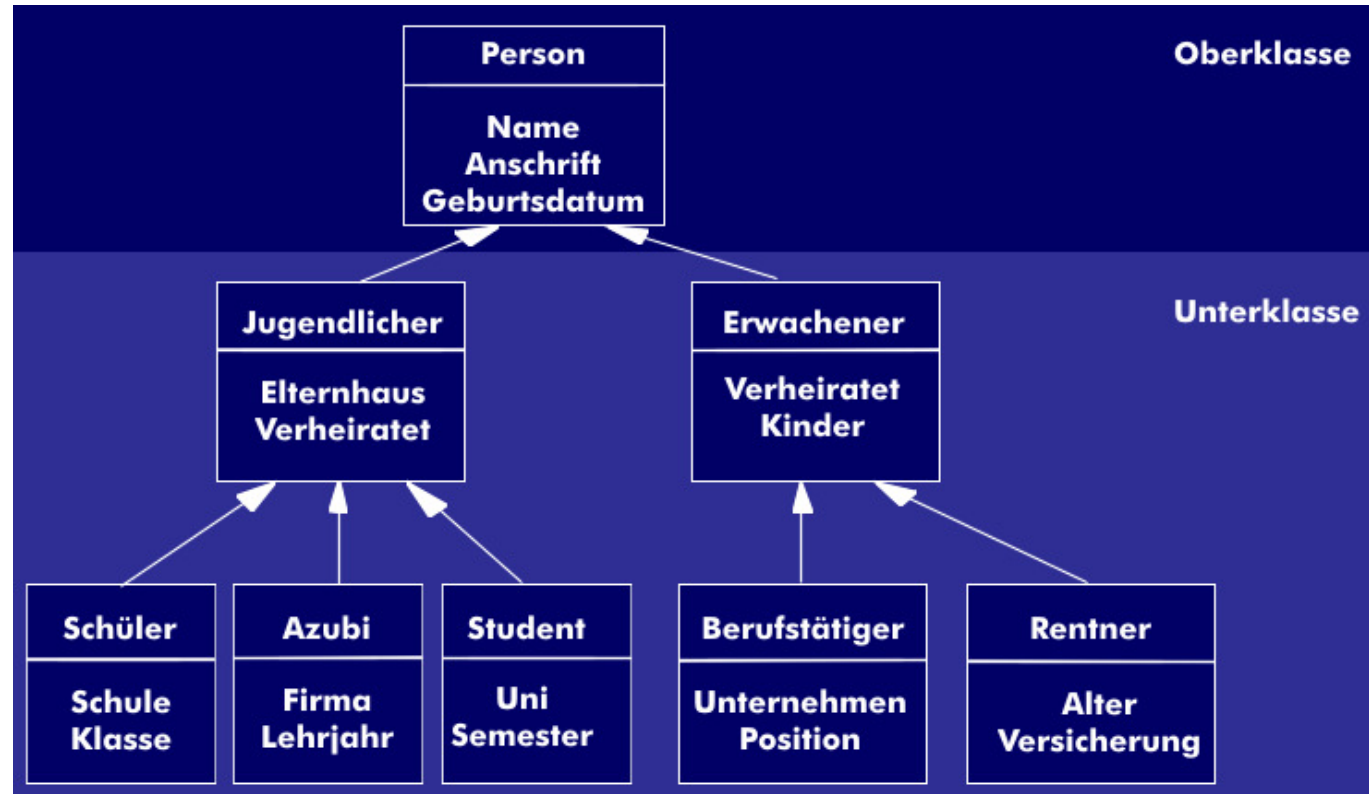 Person
Oberklasse
Name
Anschrift
Geburtsdatum
Unterklasse
Jugendlicher
Elternhaus
Verheiratet
Erwachener
Verheiratet
Kinder
Schüler
Schule
Klasse
Azubi
Firma
Lehrjahr
Student
Uni
Semester
Berufstätiger
Unternehmen
Position
Rentner
Alter
Versicherung